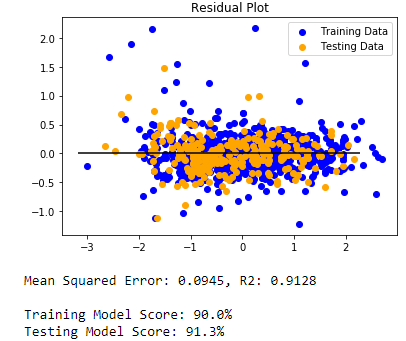 Residual Plot
Training Data
Testing Data
2.0
1.5
1.0
0.5
0.0
−0.5
−1.0
−3 −2 −1 0 1 2
Mean Squared Error: 0.0945, R2: 0.9128
Training Model Score: 90.0%
Testing Model Score: 91.3%